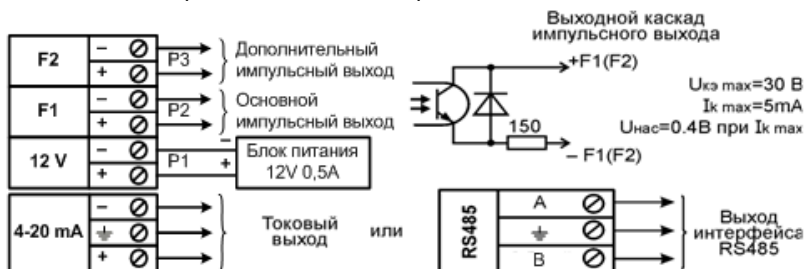 Выходной каскад
импульсного выхода
F2
–
+
P3
Дополнительный
импульсный выход
F1
–
+
P2
Основной
импульсный выход
12 V
–
+
P1
–
+
Блок питания
12V 0,5A
+F1(F2)
150
– F1(F2)
Uкэ max=30 В
Ik max=5mA
Uнас=0.4В при Ik max
4-20 mA
–
+
Токовый
выход
или
RS485
A
B
Выход
интерфейса
RS485